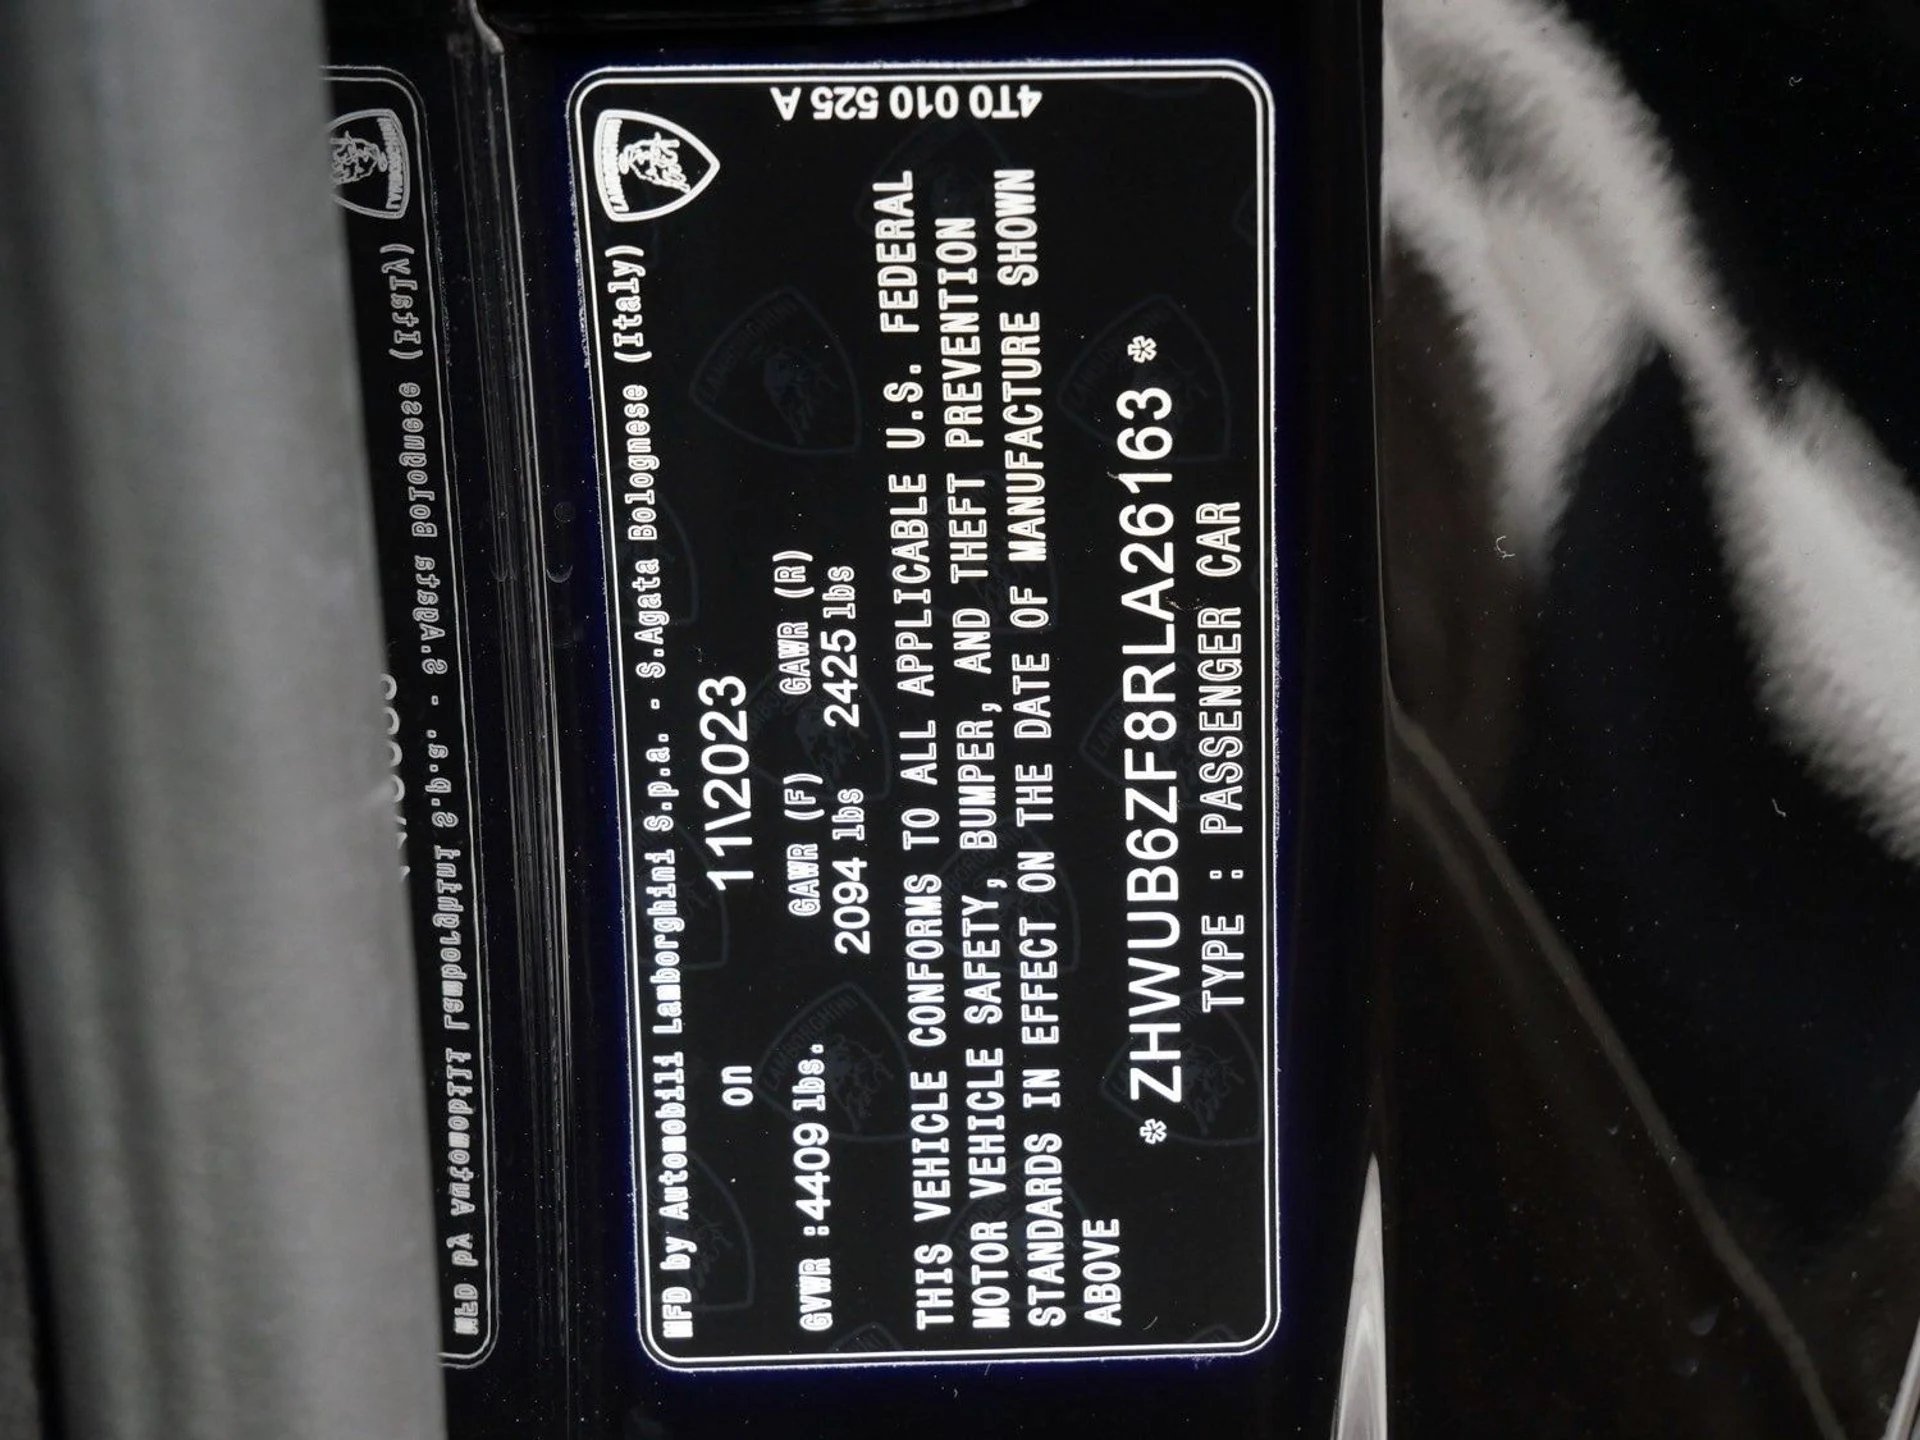 MFD by Automobili Lamborghini S.p.a. - S.Agata Bolognese (Italy)
on 11\2023
GVWR :4409 lbs. GAWR (F) GAWR (R)
2094 lbs 2425 lbs
THIS VEHICLE CONFORMS TO ALL APPLICABLE U.S. FEDERAL
MOTOR VEHICLE SAFETY, BUMPER, AND THEFT PREVENTION
STANDARDS IN EFFECT ON THE DATE OF MANUFACTURE SHOWN
ABOVE
* ZHWUB6ZF8RLA26163 *
TYPE : PASSENGER CAR
4T0 010 525 A
LAMBORGHINI